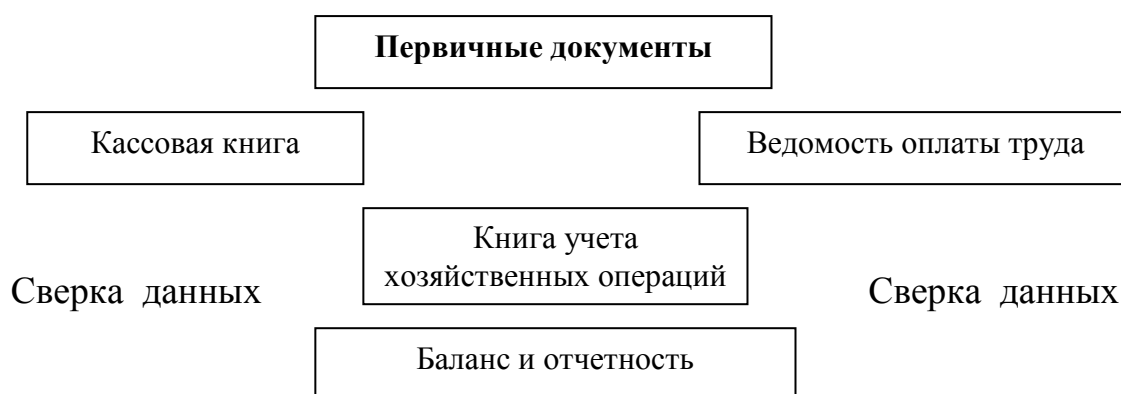 Первичные документы
Кассовая книга
Ведомость оплаты труда
Книга учета
хозяйственных операций
Сверка данных
Сверка данных
Баланс и отчетность